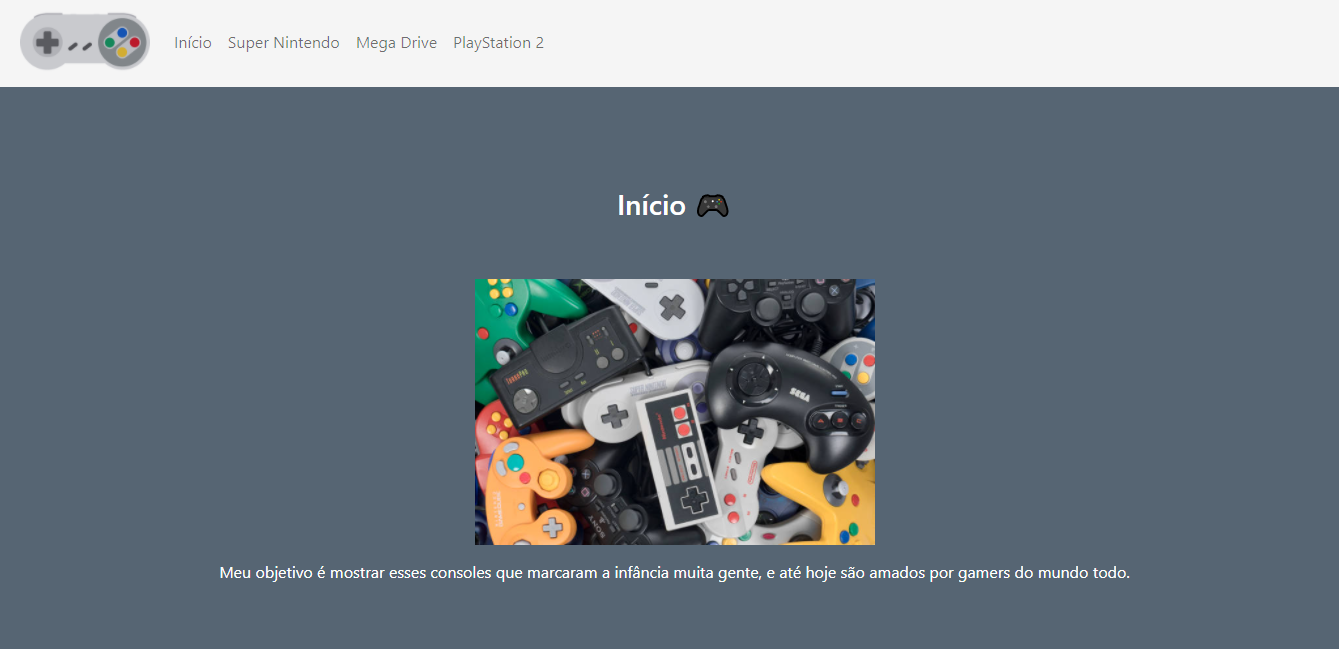 Início Super Nintendo Mega Drive PlayStation 2
Início 🎮
SEGA
Meu objetivo é mostrar esses consoles que marcaram a infância muita gente, e até hoje são amados por gamers do mundo todo.